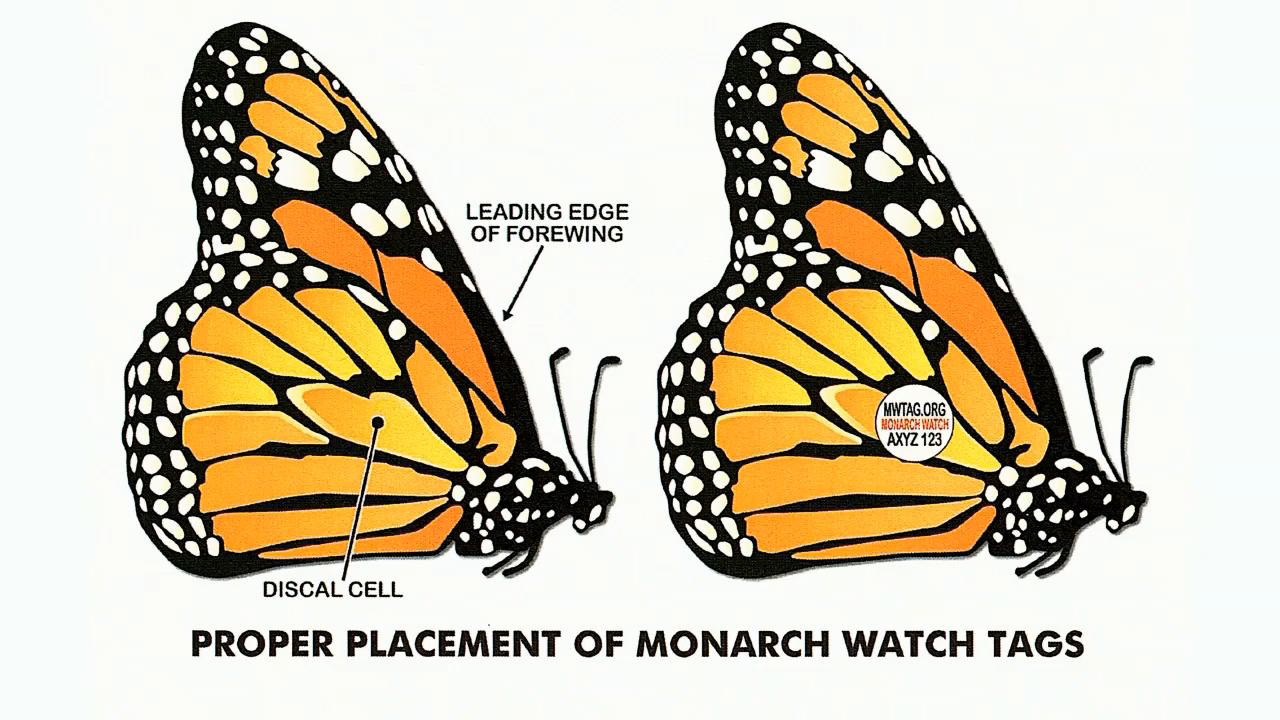 LEADING EDGE
OF FOREWING
MWTAG.ORG
MONARCH WATCH
AXYZ 123
DISCAL CELL
PROPER PLACEMENT OF MONARCH WATCH TAGS